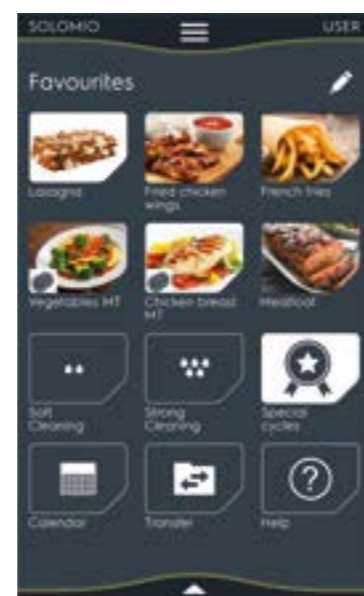 SOLOMIO USER
Favourites
Lasagna Fried chicken French fries
wings
Vegetables MT Chicken breast Meatloaf
MT
Soft Strong Special
Cleaning Cleaning cycles
Calendar Transfer Help